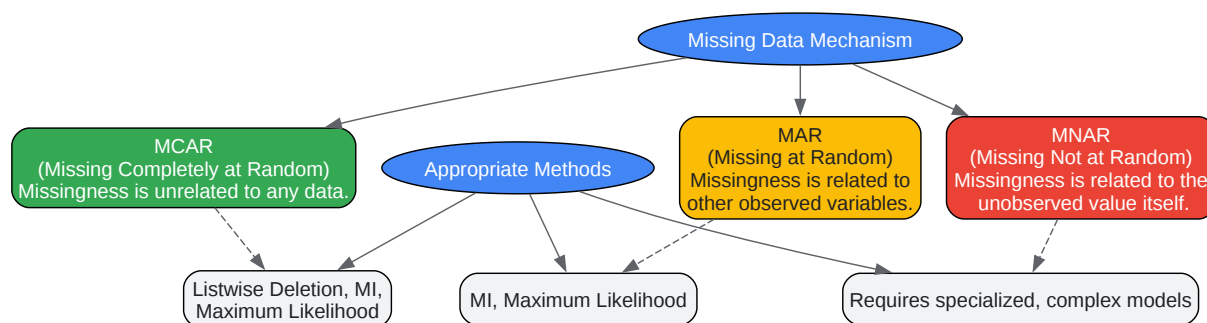 Missing Data Mechanism
MCAR
(Missing Completely at Random)
Missingness is unrelated to any data.
Appropriate Methods
MAR
(Missing at Random)
Missingness is related to
other observed variables.
MNAR
(Missing Not at Random)
Missingness is related to the
unobserved value itself.
Listwise Deletion, MI,
Maximum Likelihood
MI, Maximum Likelihood
Requires specialized, complex models